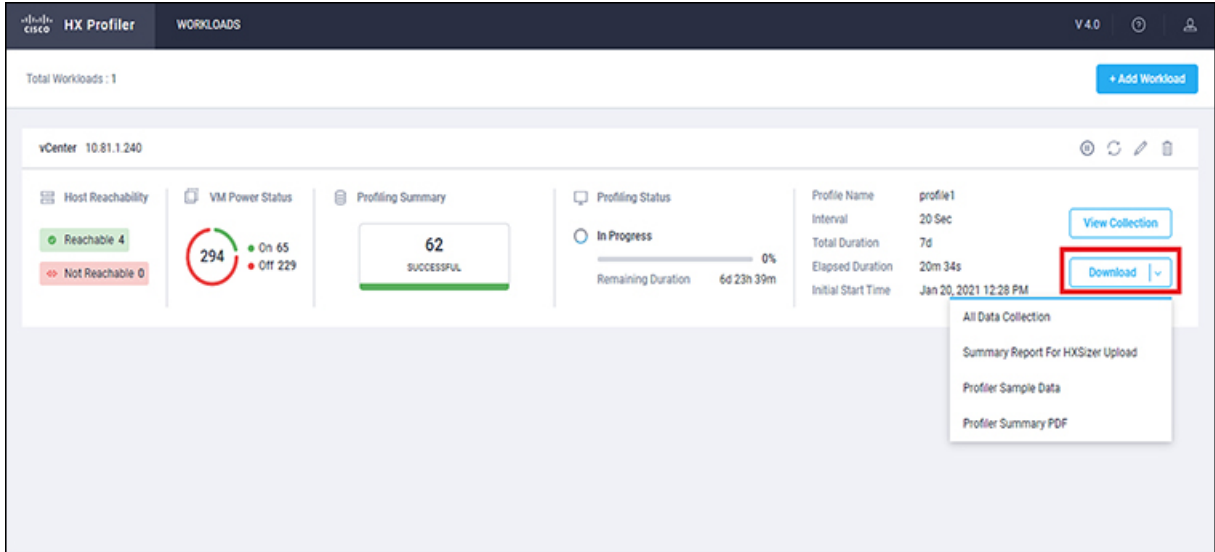 cisco HX Profiler WORKLOADS V 4.0
Total Workloads : 1 + Add Workload
vCenter 10.81.1.240
Host Reachability
Reachable 4
Not Reachable 0
VM Power Status
294
On 65
Off 229
Profiling Summary
62
SUCCESSFUL
Profiling Status
In Progress
0%
Remaining Duration 6d 23h 39m
Profile Name profile1
Interval 20 Sec
Total Duration 7d
Elapsed Duration 20m 34s
Initial Start Time Jan 20, 2021 12:28 PM
View Collection
Download
All Data Collection
Summary Report For HXSizer Upload
Profiler Sample Data
Profiler Summary PDF